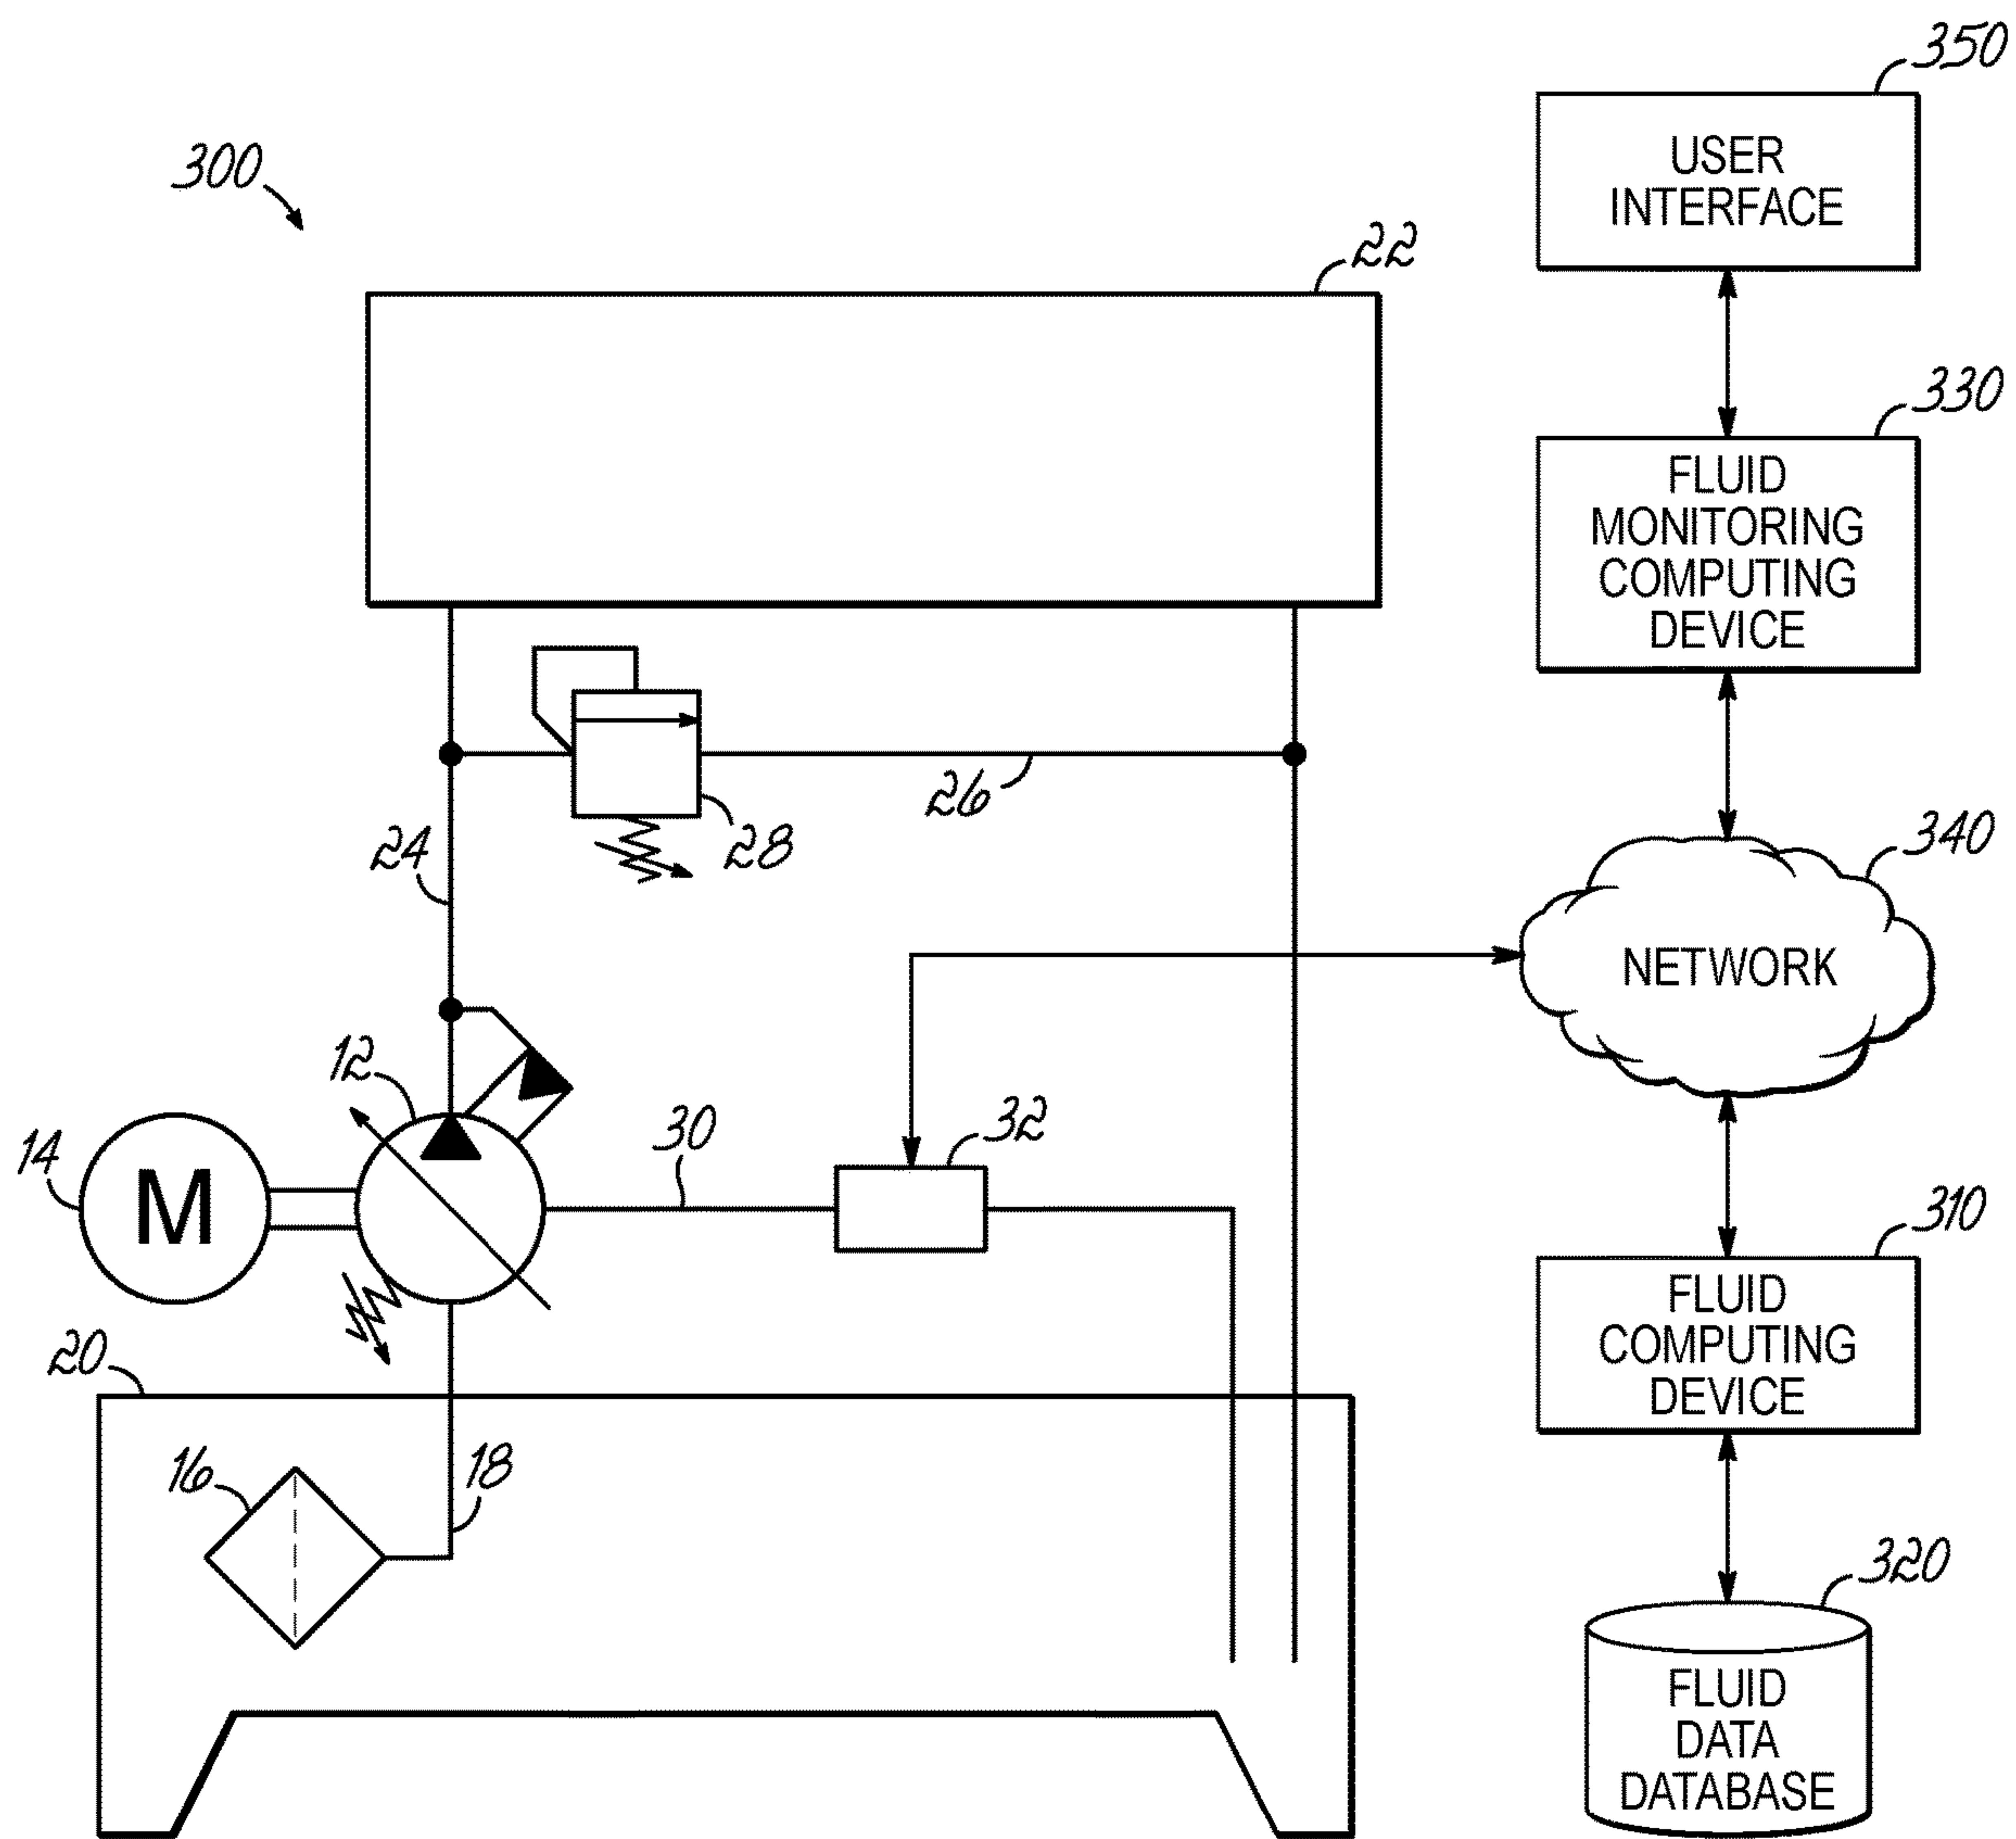 350
USER
INTERFACE
300
22
330
FLUID
MONITORING
COMPUTING
DEVICE
26
28
24
340
NETWORK
12
14
M
30
32
310
FLUID
COMPUTING
DEVICE
20
16
18
320
FLUID
DATA
DATABASE